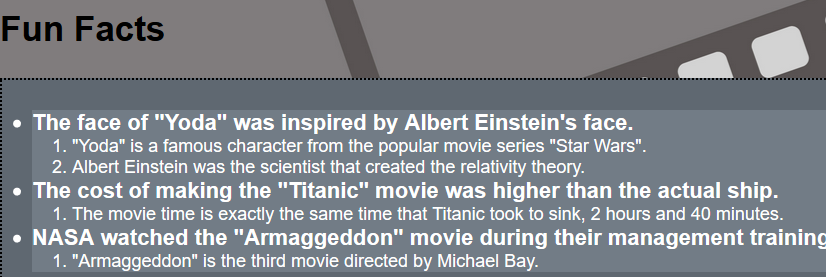 Fun Facts
The face of "Yoda" was inspired by Albert Einstein's face.
1. "Yoda" is a famous character from the popular movie series "Star Wars".
2. Albert Einstein was the scientist that created the relativity theory.
The cost of making the "Titanic" movie was higher than the actual ship.
1. The movie time is exactly the same time that Titanic took to sink, 2 hours and 40 minutes.
NASA watched the "Armaggeddon" movie during their management training
1. "Armaggeddon" is the third movie directed by Michael Bay.